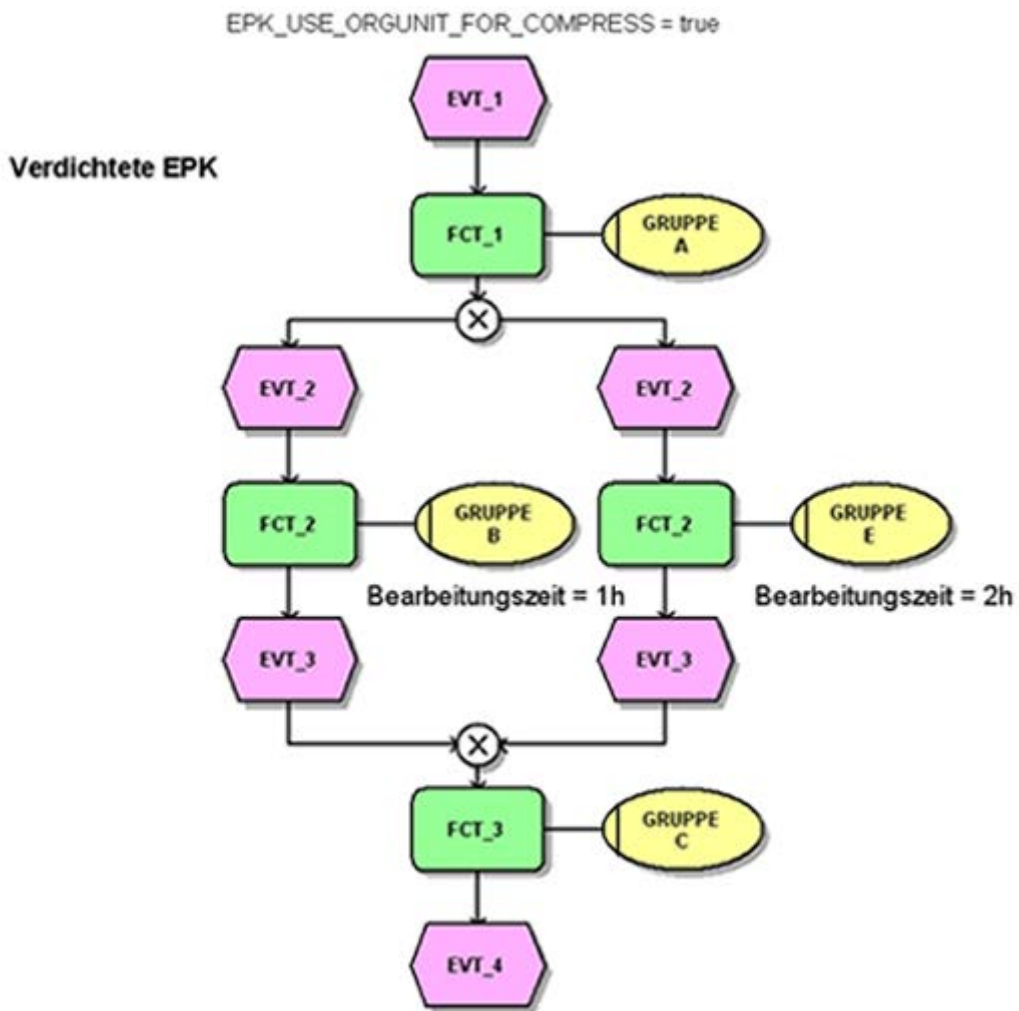 EPK_USE_ORGUNIT_FOR_COMPRESS = true
EVT_1
Verdichtete EPK
FCT_1
GRUPPE
A
EVT_2
EVT_2
FCT_2
GRUPPE
B
FCT_2
GRUPPE
E
Bearbeitungszeit = 1h
Bearbeitungszeit = 2h
EVT_3
EVT_3
FCT_3
GRUPPE
C
EVT_4